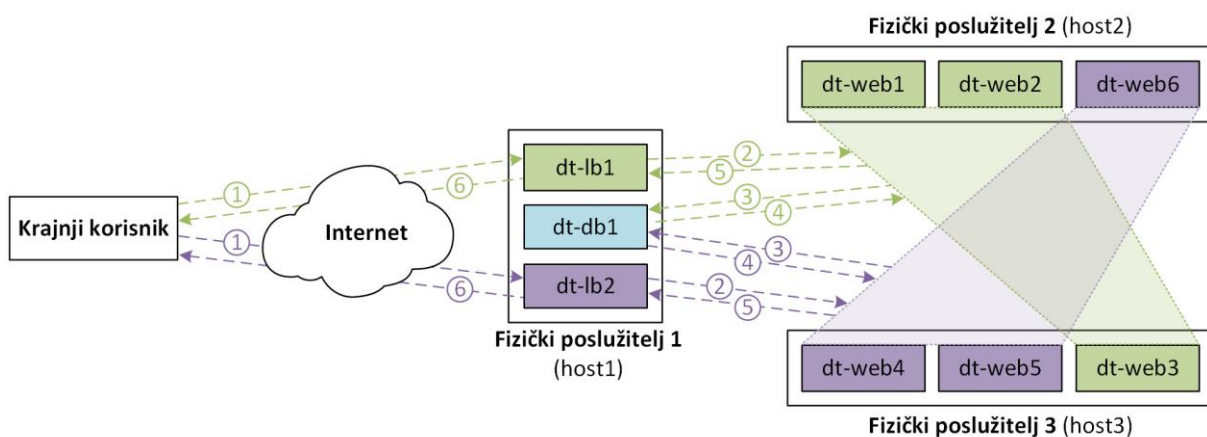 Fizički poslužitelj 2 (host2)
dt-web1 dt-web2 dt-web6
dt-lb1
② 
⑤
① 
⑥
③
④
dt-db1
Krajnji korisnik
Internet
①
③
④
⑥
dt-lb2
②
⑤
Fizički poslužitelj 1
(host1)
dt-web4 dt-web5 dt-web3
Fizički poslužitelj 3 (host3)